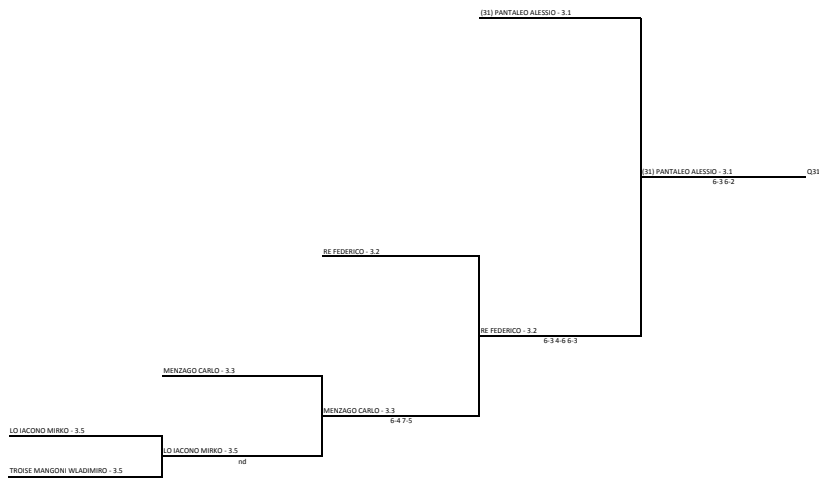 (31) PANTALEO ALESSIO - 3.1
(31) PANTALEO ALESSIO - 3.1
Q31
6-3 6-2
RE FEDERICO - 3.2
RE FEDERICO - 3.2
6-3 4-6 6-3
MENZAGO CARLO - 3.3
MENZAGO CARLO - 3.3
6-4 7-5
LO IACONO MIRKO - 3.5
LO IACONO MIRKO - 3.5
nd
TROISE MANGONI WLADIMIRO - 3.5